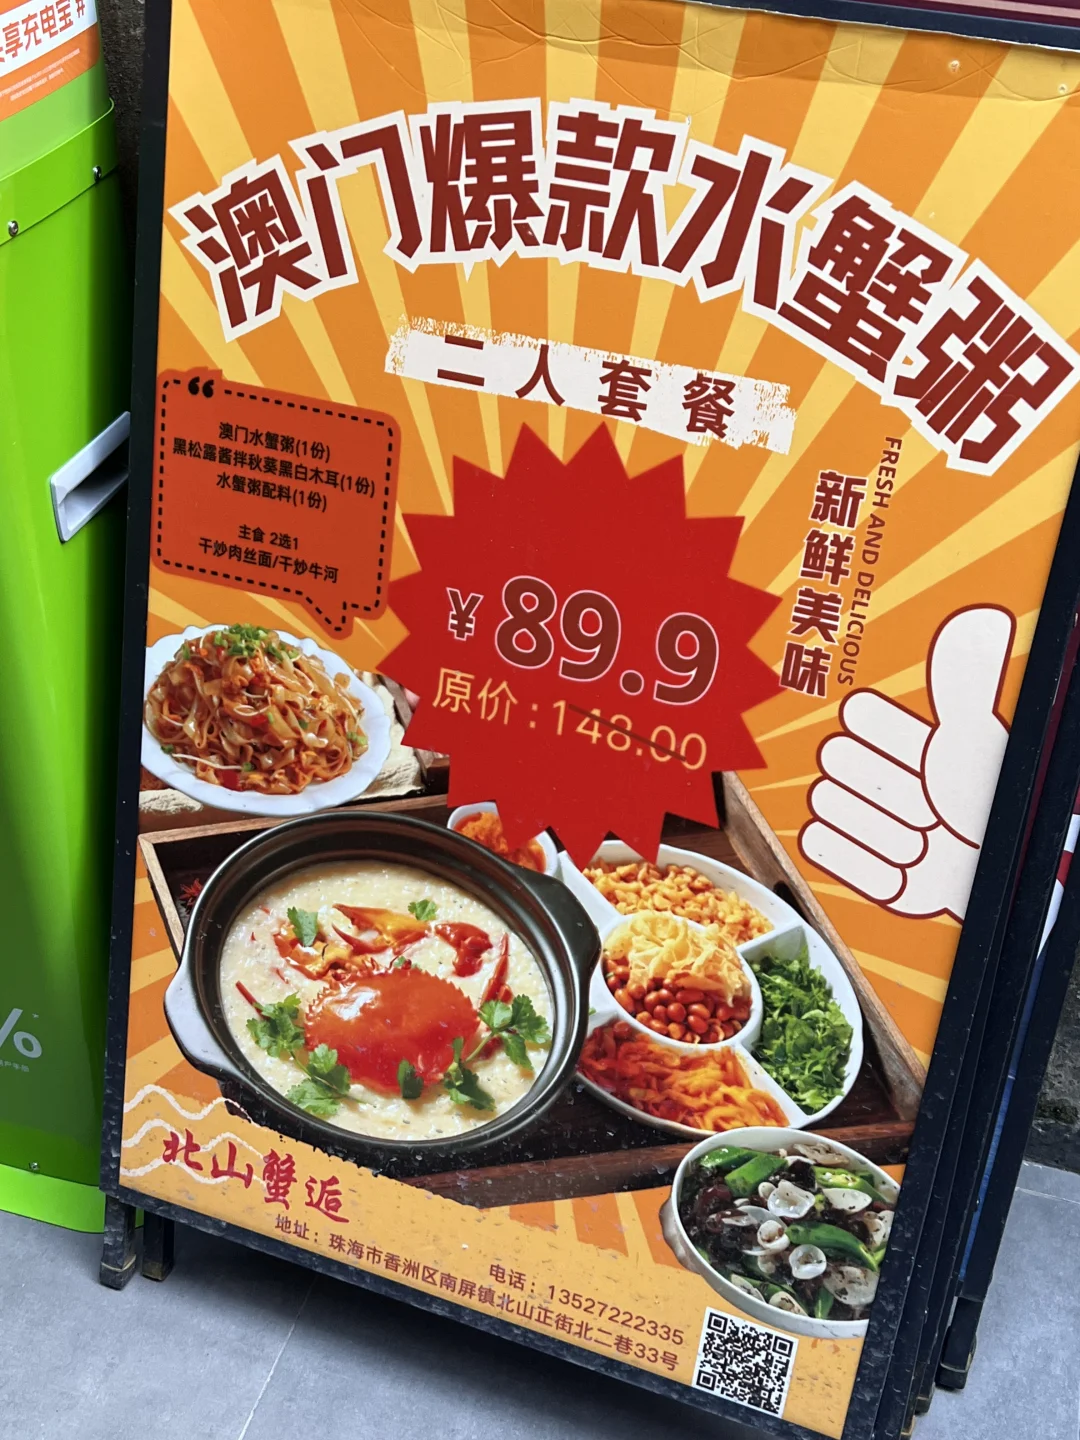 享充电宝
澳门爆款水蟹粥
二人套餐
澳门水蟹粥(1份)
黑松露酱拌秋葵黑白木耳(1份)
水蟹粥配料(1份)
主食 2选1
干炒肉丝面/干炒牛河
新鲜美味
FRESH AND DELICIOUS
¥89.9
原价:148.00
北山蟹逅
电话：13527222335
地址：珠海市香洲区南屏镇北山正街北二巷33号
%